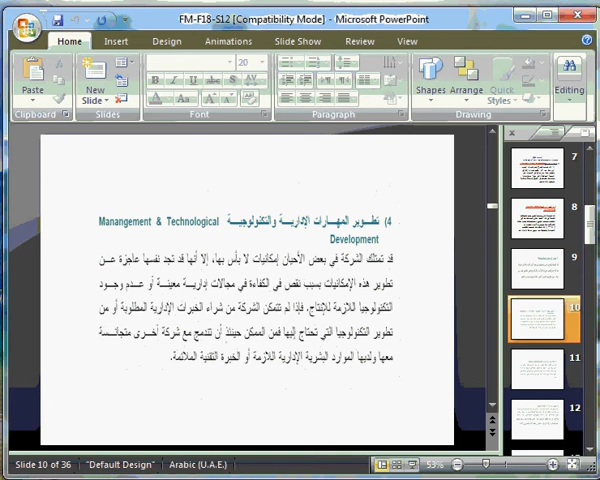 FM-F18-S12 [Compatibility Mode] - Microsoft PowerPoint
Home Insert Design Animations Slide Show Review View
Paste
New Slide
Shapes Arrange Quick Styles
Editing
20
Clipboard Slides Font Paragraph Drawing
4) تطوير المهارات الإدارية والتكنولوجية Manangement & Technological
Development
قد تمتلك الشركة في بعض الأحيان إمكانيات لا بأس بها، إلا أنها قد تجد نفسها عاجزة عن
تطوير هذه الإمكانيات بسبب نقص في الكفاءة في مجالات إدارية معينة أو عدم وجود
التكنولوجيا اللازمة للإنتاج. فإذا لم تتمكن الشركة من شراء الخبرات الإدارية المطلوبة أو من
تطوير التكنولوجيا التي تحتاج إليها فمن الممكن حينئذ أن تندمج مع شركة أخرى متجانسة
معها ولديها الموارد البشرية الإدارية اللازمة أو الخبرة التقنية الملائمة.
7
8
9
10
11
12
Slide 10 of 36 "Default Design" Arabic (U.A.E.) 53%